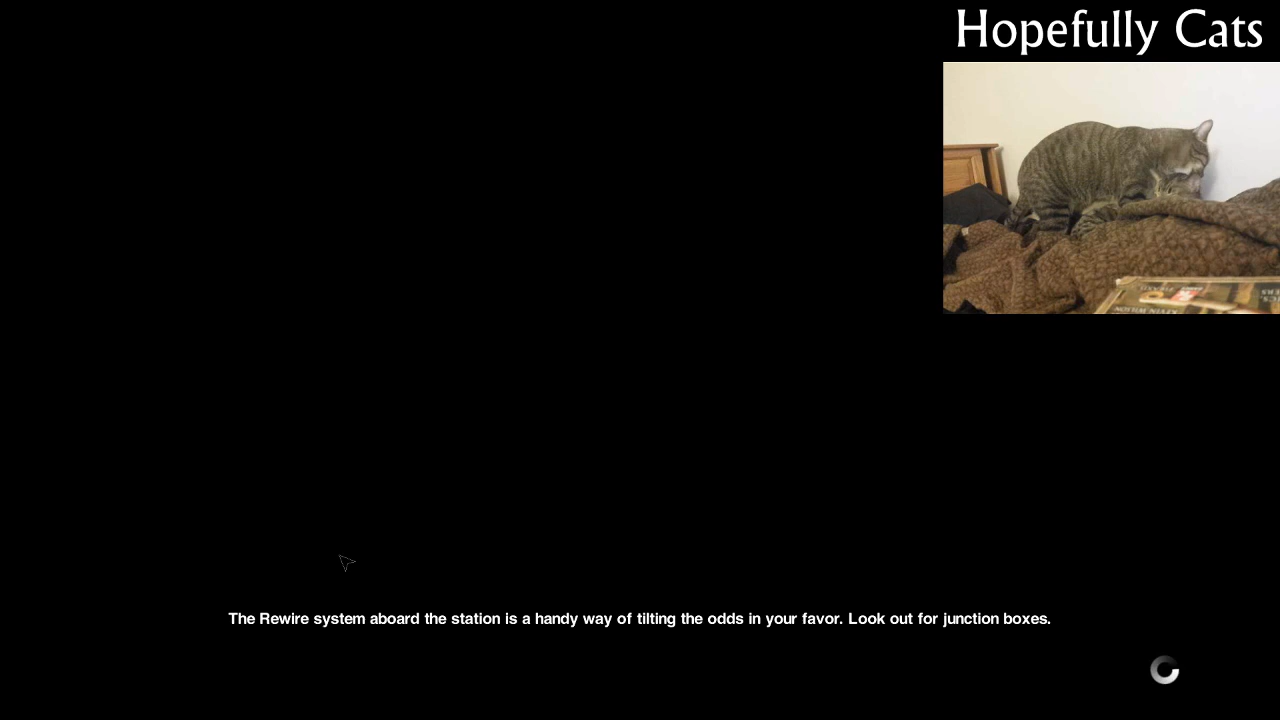 Hopefully Cats
The Rewire system aboard the station is a handy way of tilting the odds in your favor. Look out for junction boxes.